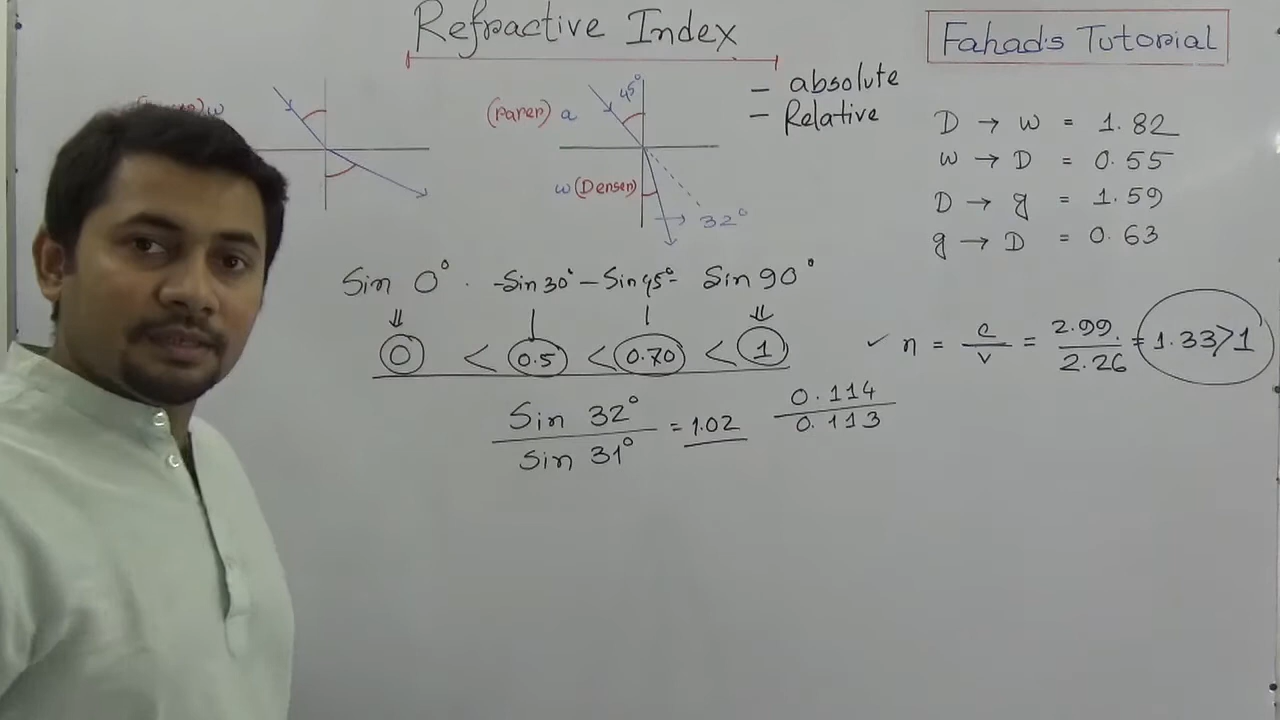 Refractive Index
Fahad's Tutorial
- absolute
- Relative
w
(Rarer) a
45°
w (Denser)
32°
D → w = 1.82
w → D = 0.55
D → g = 1.59
g → D = 0.63
Sin 0° - Sin 30° - Sin 45° - Sin 90°
0 < 0.5 < 0.70 < 1
n = c/v = 2.99/2.26 = 1.33 > 1
Sin 32° / Sin 31° = 1.02
0.114 / 0.113